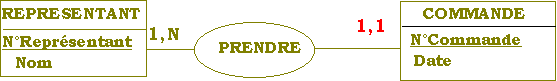 REPRESENTANT
N°Représentant
Nom
1,N
PRENDRE
1,1
COMMANDE
N°Commande
Date